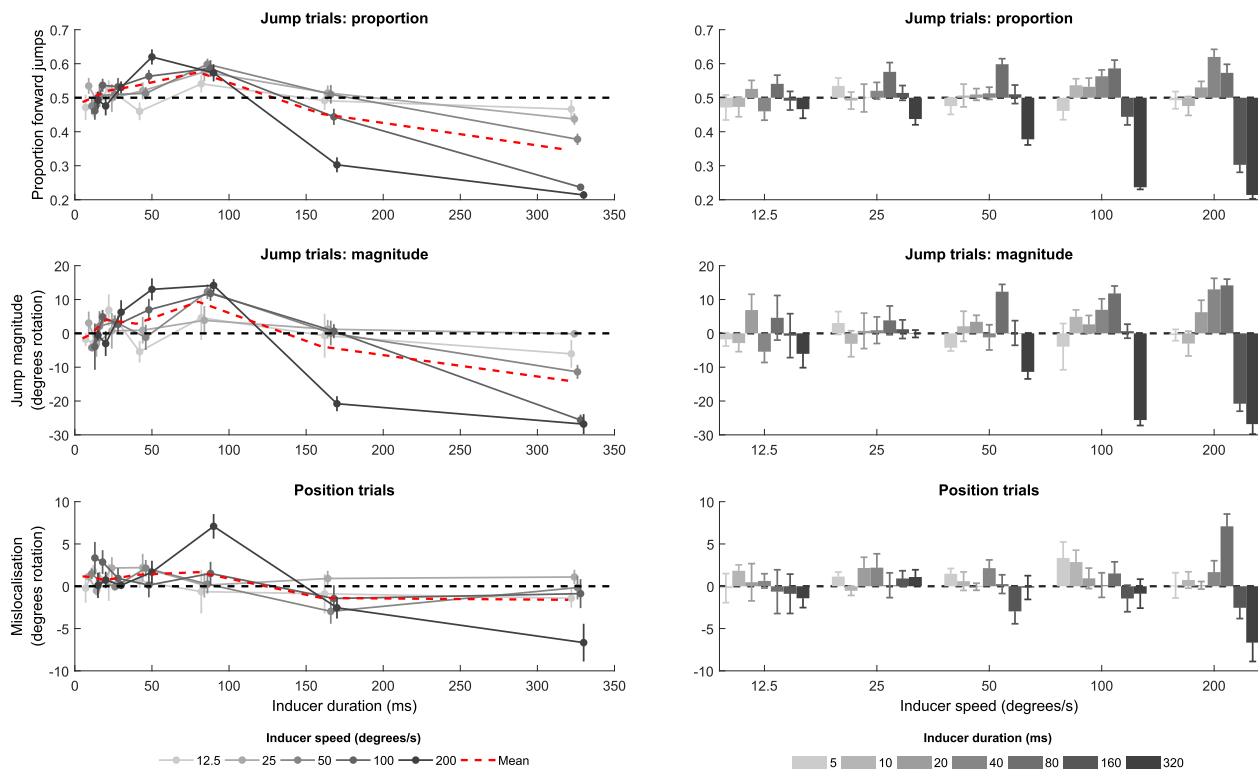 Jump trials: proportion
Proportion forward jumps
0.7
0.6
0.5
0.4
0.3
0.2
0 50 100 150 200 250 300 350
Jump trials: proportion
0.7
0.6
0.5
0.4
0.3
0.2
12.5 25 50 100 200
Jump trials: magnitude
Jump magnitude
(degrees rotation)
20
10
0
-10
-20
-30
0 50 100 150 200 250 300 350
Jump trials: magnitude
20
10
0
-10
-20
-30
12.5 25 50 100 200
Position trials
Mislocalisation
(degrees rotation)
10
5
0
-5
-10
0 50 100 150 200 250 300 350
Inducer duration (ms)
Position trials
10
5
0
-5
-10
12.5 25 50 100 200
Inducer speed (degrees/s)
Inducer speed (degrees/s)
12.5 25 50 100 200 Mean
Inducer duration (ms)
5 10 20 40 80 160 320